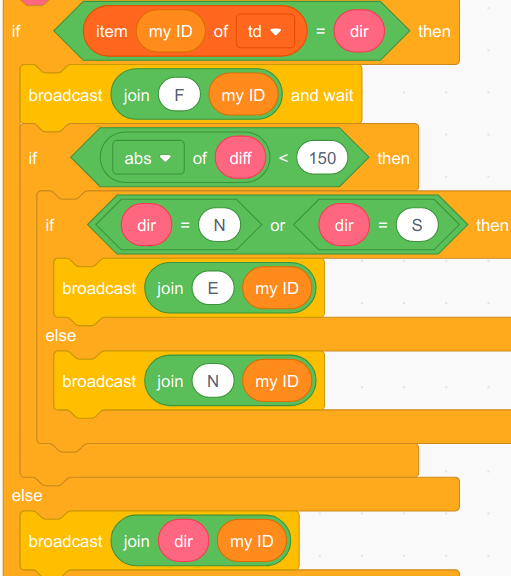 if item my ID of td = dir then
broadcast join F my ID and wait
if abs of diff < 150 then
if dir = N or dir = S then
broadcast join E my ID
else
broadcast join N my ID
else
broadcast join dir my ID